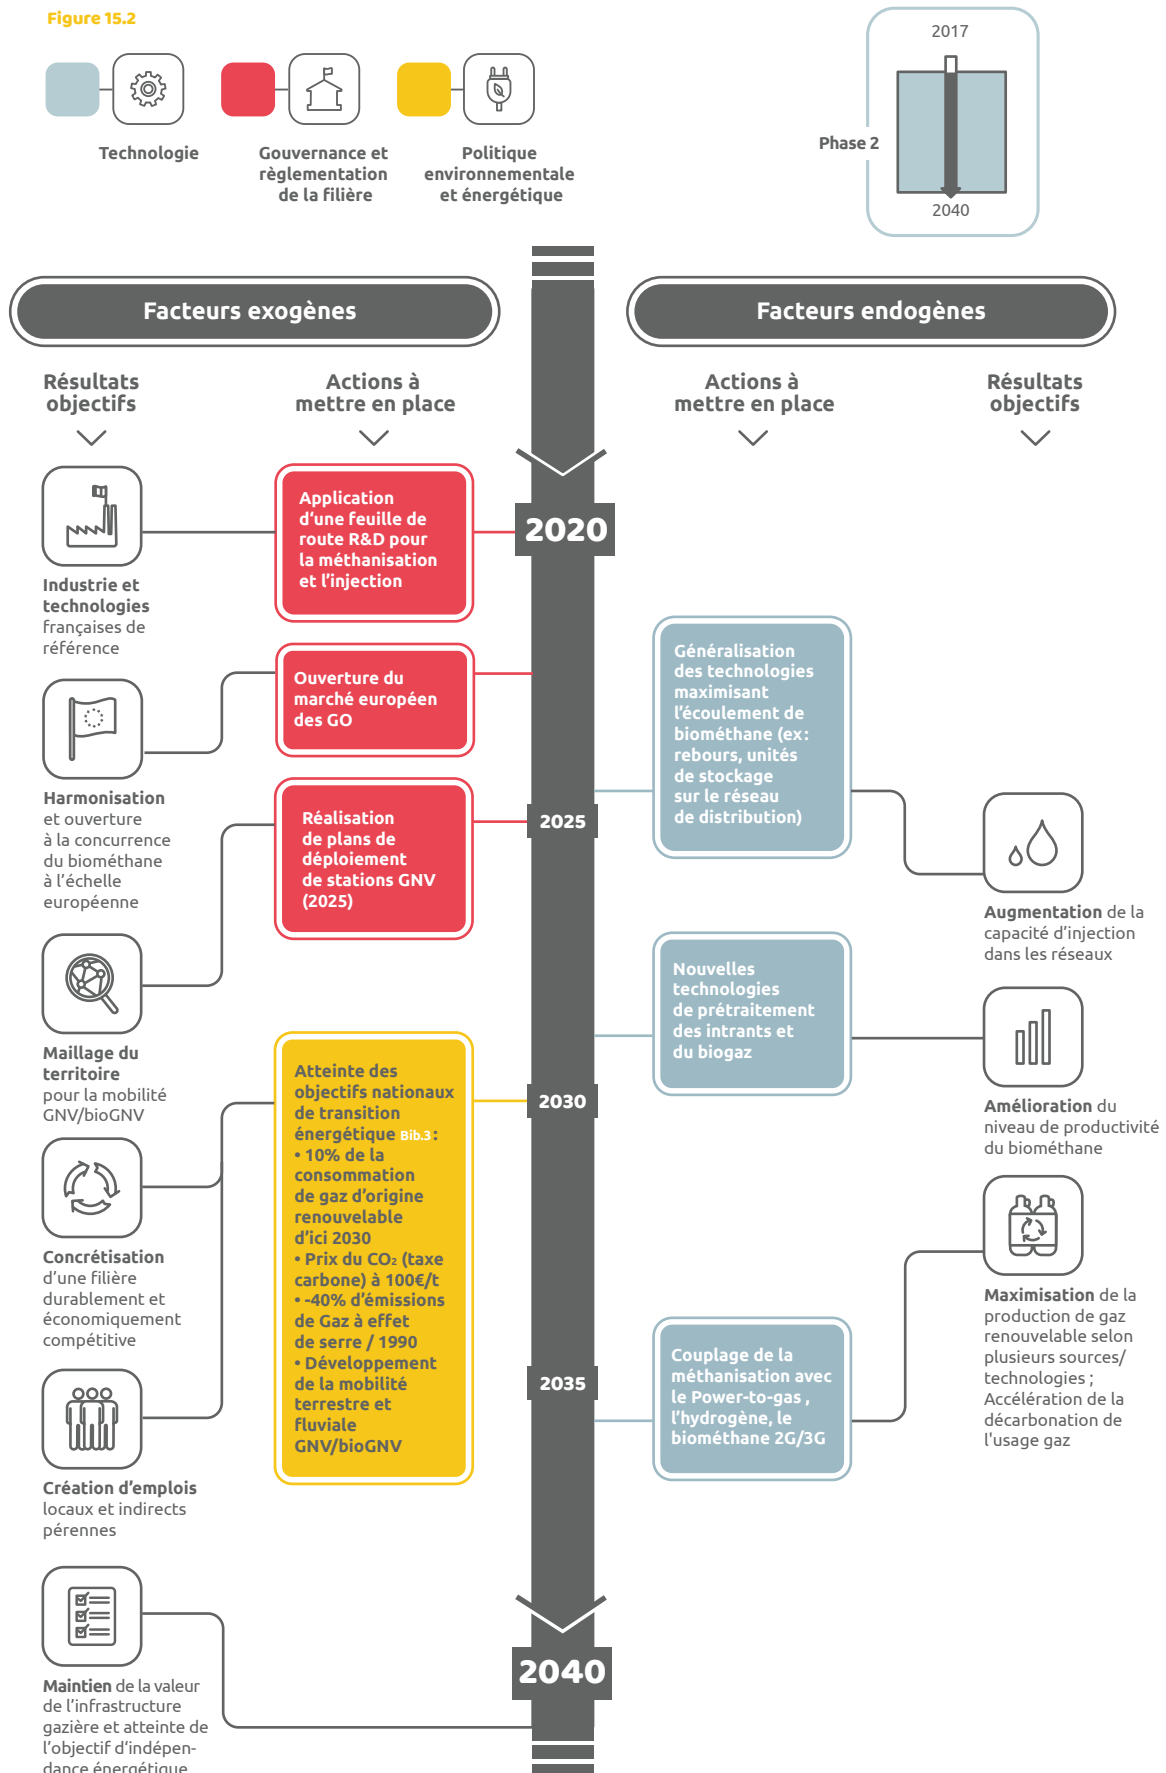 Figure 15.2
Technologie
Gouvernance et
règlementation
de la filière
Politique
environnementale
et énergétique
2017
Phase 2
2040
Facteurs exogènes
Facteurs endogènes
Résultats
objectifs
Actions à
mettre en place
Actions à
mettre en place
Résultats
objectifs
Industrie et
technologies
françaises de
référence
Application
d'une feuille de
route R&D pour
la méthanisation
et l'injection
2020
Harmonisation
et ouverture
à la concurrence
du biométhane
à l'échelle
européenne
Ouverture du
marché européen
des GO
Généralisation
des technologies
maximisant
l'écoulement de
biométhane (ex :
rebours, unités
de stockage
sur le réseau
de distribution)
Réalisation
de plans de
déploiement
de stations GNV
(2025)
2025
Augmentation de la
capacité d'injection
dans les réseaux
Maillage du
territoire
pour la mobilité
GNV/bioGNV
Nouvelles
technologies
de prétraitement
des intrants et
du biogaz
Amélioration du
niveau de productivité
du biométhane
Atteinte des
objectifs nationaux
de transition
énergétique Bib.3 :
• 10% de la
consommation
de gaz d'origine
renouvelable
d'ici 2030
• Prix du CO₂ (taxe
carbone) à 100€/t
• -40% d'émissions
de Gaz à effet
de serre / 1990
• Développement
de la mobilité
terrestre et
fluviale
GNV/bioGNV
2030
Concrétisation
d'une filière
durablement et
économiquement
compétitive
Maximisation de la
production de gaz
renouvelable selon
plusieurs sources/
technologies ;
Accélération de la
décarbonation de
l'usage gaz
2035
Couplage de la
méthanisation avec
le Power-to-gas ,
l'hydrogène, le
biométhane 2G/3G
Création d'emplois
locaux et indirects
pérennes
Maintien de la valeur
de l'infrastructure
gazière et atteinte de
l'objectif d'indépen-
dance énergétique
2040